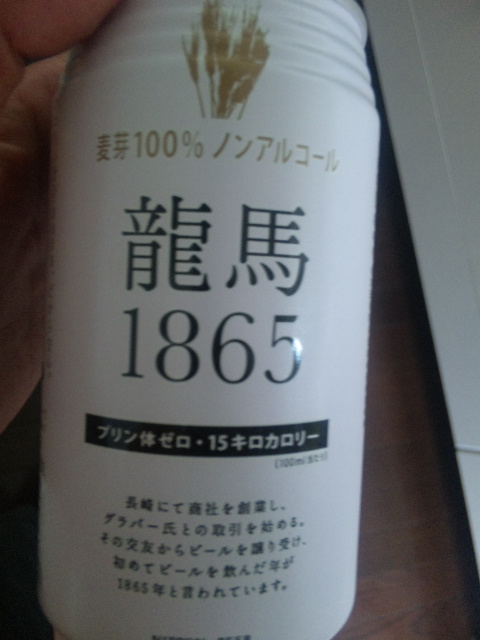 麦芽100% ノンアルコール
龍馬
1865
プリン体ゼロ・15キロカロリー
(100ml当たり)
長崎にて商社を創業し、
グラバー氏との取引を始める。
その交友からビールを譲り受け、
初めてビールを飲んだ年が
1865年と言われています。